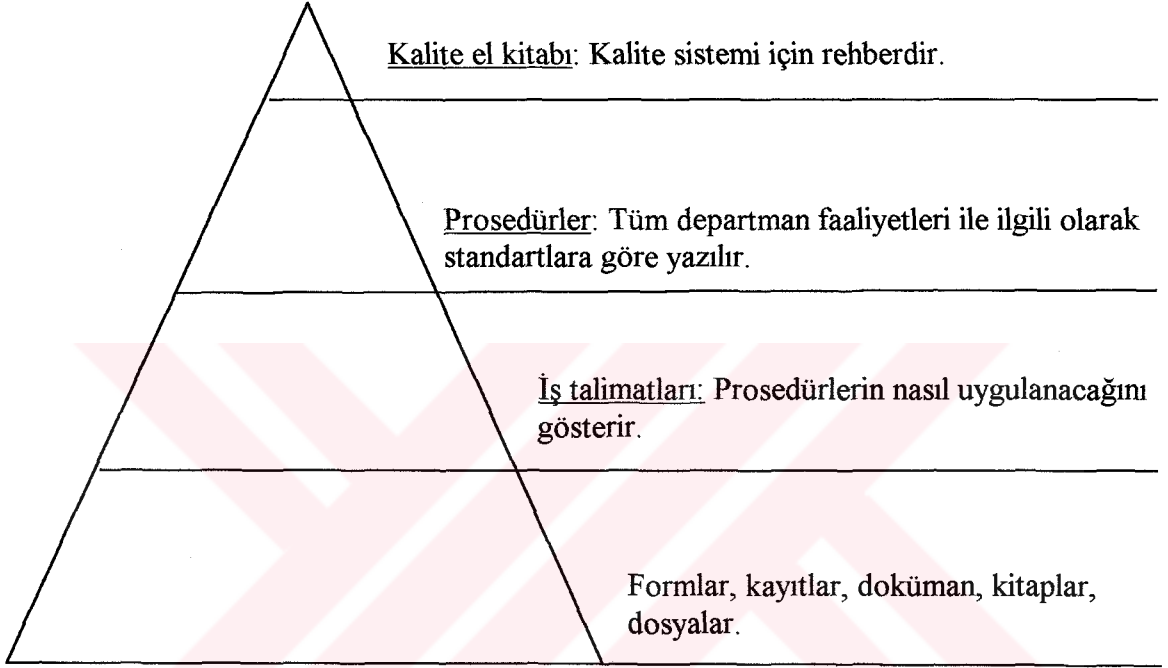 Kalite el kitabı: Kalite sistemi için rehberdir.
Prosedürler: Tüm departman faaliyetleri ile ilgili olarak
standartlara göre yazılır.
İş talimatları: Prosedürlerin nasıl uygulanacağını
gösterir.
Formlar, kayıtlar, doküman, kitaplar,
dosyalar.